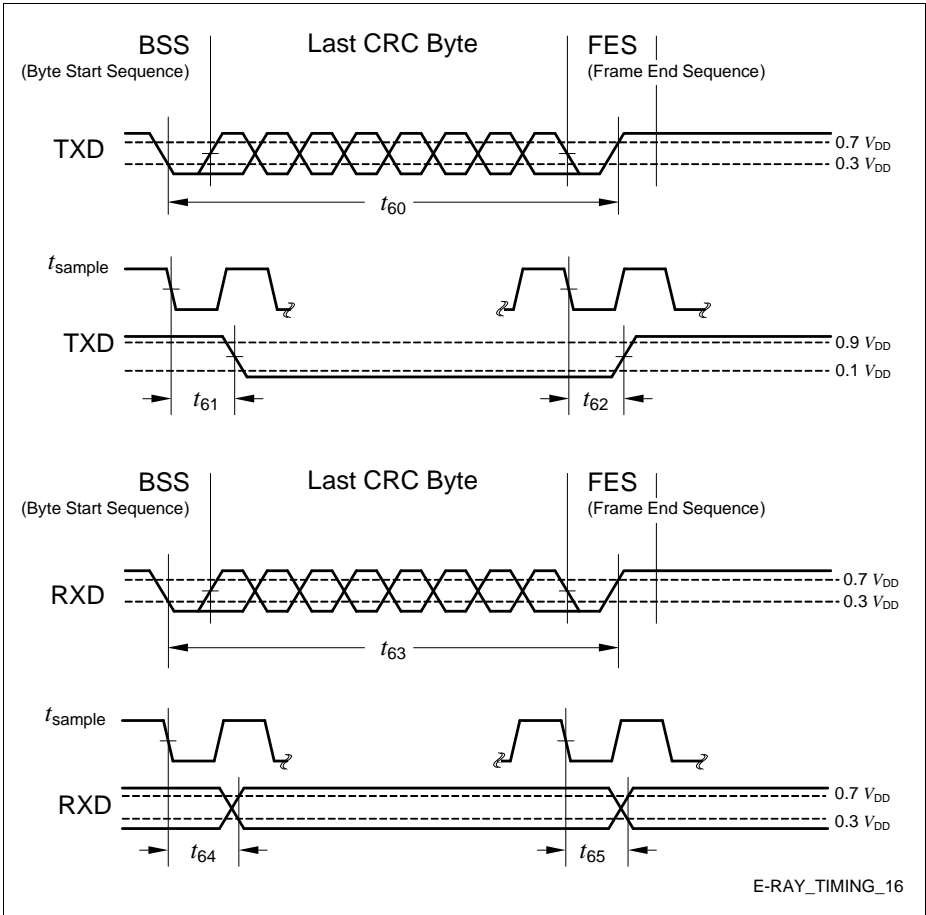 BSS
(Byte Start Sequence)
Last CRC Byte
FES
(Frame End Sequence)
TXD
0.7 VDD
0.3 VDD
t60
tsample
TXD
0.9 VDD
0.1 VDD
t61
t62
BSS
(Byte Start Sequence)
Last CRC Byte
FES
(Frame End Sequence)
RXD
0.7 VDD
0.3 VDD
t63
tsample
RXD
0.7 VDD
0.3 VDD
t64
t65
E-RAY_TIMING_16